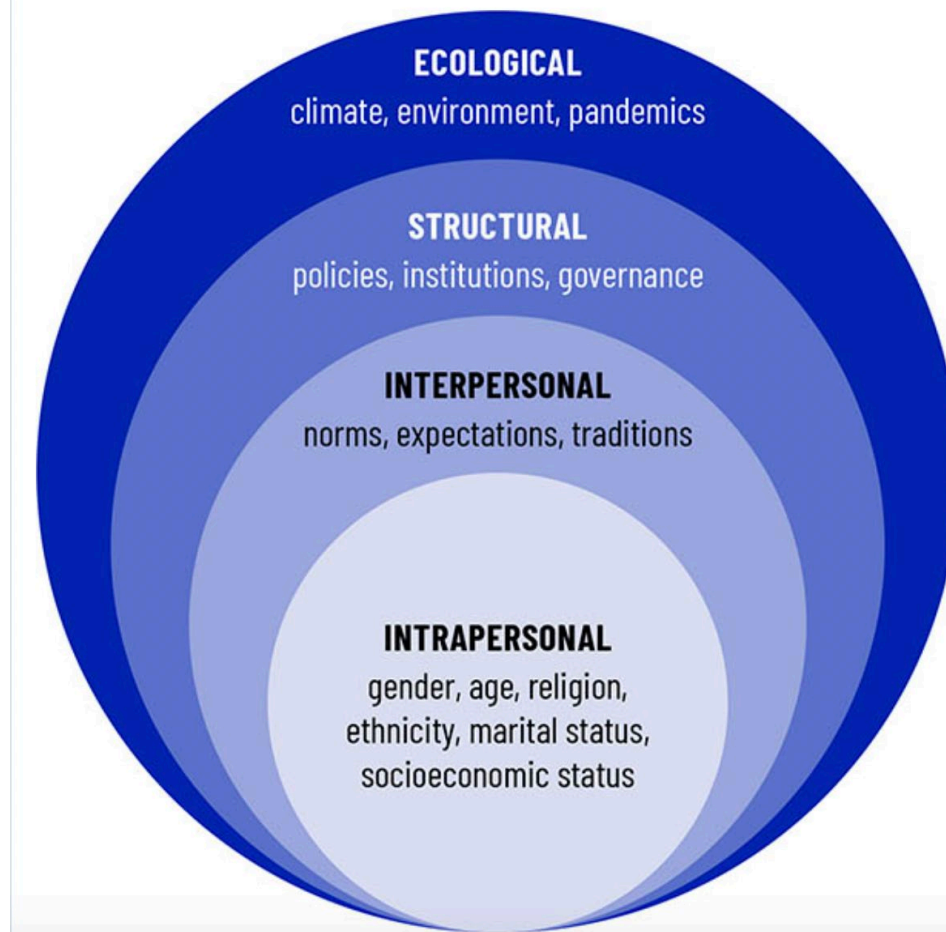 ECOLOGICAL
climate, environment, pandemics
STRUCTURAL
policies, institutions, governance
INTERPERSONAL
norms, expectations, traditions
INTRAPERSONAL
gender, age, religion,
ethnicity, marital status,
socioeconomic status